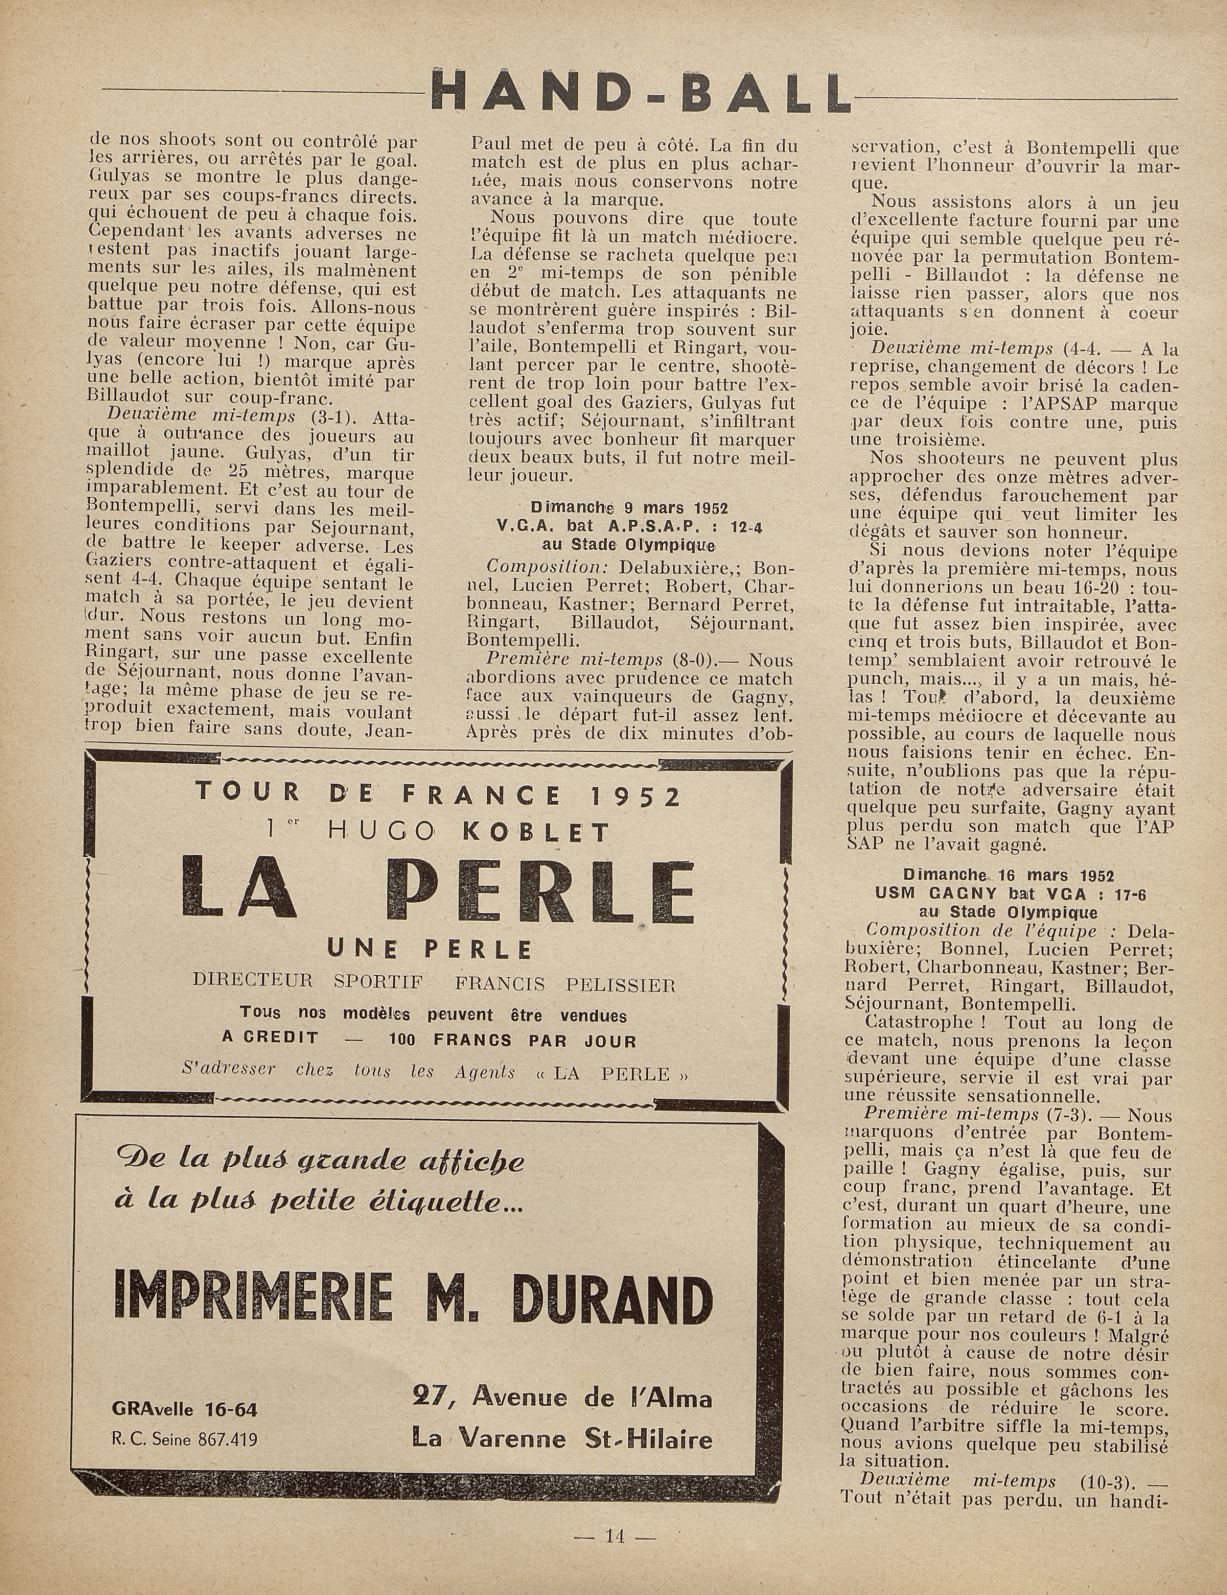 HAND-BALL
de nos shoots sont ou contrôlé par
les arrières, ou arrêtés par le goal.
Gulyas se montre le plus dange-
reux par ses coups-francs directs.
qui échouent de peu à chaque fois.
Cependant les avants adverses ne
restent pas inactifs jouant large-
ments sur les ailes, ils malmènent
quelque peu notre défense, qui est
battue par trois fois. Allons-nous
nous faire écraser par cette équipe
de valeur moyenne ! Non, car Gu-
lyas (encore lui !) marque après
une belle action, bientôt imité par
Billaudot sur coup-franc.
Deuxième mi-temps (3-1). Atta-
que à outrance des joueurs au
maillot jaune. Gulyas, d'un tir
splendide de 25 mètres, marque
imparablement. Et c'est au tour de
Bontempelli, servi dans les meil-
leures conditions par Sejournant,
de battre le keeper adverse. Les
Gaziers contre-attaquent et égali-
sent 4-4. Chaque équipe sentant le
match à sa portée, le jeu devient
dur. Nous restons un long mo-
ment sans voir aucun but. Enfin
Ringart, sur une passe excellente
de Séjournant, nous donne l'avan-
tage; la même phase de jeu se re-
produit exactement, mais voulant
trop bien faire sans doute, Jean-
Paul met de peu à côté. La fin du
match est de plus en plus achar-
née, mais nous conservons notre
avance à la marque.
Nous pouvons dire que toute
l'équipe fit là un match médiocre.
La défense se racheta quelque peu
en 2e mi-temps de son pénible
début de match. Les attaquants ne
se montrèrent guère inspirés : Bil-
laudot s'enferma trop souvent sur
l'aile, Bontempelli et Ringart, vou-
lant percer par le centre, shootè-
rent de trop loin pour battre l'ex-
cellent goal des Gaziers, Gulyas fut
très actif; Séjournant, s'infiltrant
toujours avec bonheur fit marquer
deux beaux buts, il fut notre meil-
leur joueur.
Dimanche 9 mars 1952
V.G.A. bat A.P.S.A.P. : 12-4
au Stade Olympique
Composition: Delabuxière,; Bon-
nel, Lucien Perret; Robert, Char-
bonneau, Kastner; Bernard Perret,
Ringart, Billaudot, Séjournant.
Bontempelli.
Première mi-temps (8-0).— Nous
abordions avec prudence ce match
face aux vainqueurs de Gagny,
aussi le départ fut-il assez lent.
Après près de dix minutes d'ob-
servation, c'est à Bontempelli que
revient l'honneur d'ouvrir la mar-
que.
Nous assistons alors à un jeu
d'excellente facture fourni par une
équipe qui semble quelque peu ré-
novée par la permutation Bontem-
pelli - Billaudot : la défense ne
laisse rien passer, alors que nos
attaquants s'en donnent à coeur
joie.
Deuxième mi-temps (4-4. — A la
reprise, changement de décors ! Le
repos semble avoir brisé la caden-
ce de l'équipe : l'APSAP marque
par deux fois contre une, puis
une troisième.
Nos shooteurs ne peuvent plus
approcher des onze mètres adver-
ses, défendus farouchement par
une équipe qui veut limiter les
dégâts et sauver son honneur.
Si nous devions noter l'équipe
d'après la première mi-temps, nous
lui donnerions un beau 16-20 : tou-
te la défense fut intraitable, l'atta-
que fut assez bien inspirée, avec
cinq et trois buts, Billaudot et Bon-
temp' semblaient avoir retrouvé le
punch, mais..., il y a un mais, hé-
las ! Tout d'abord, la deuxième
mi-temps médiocre et décevante au
possible, au cours de laquelle nous
nous faisions tenir en échec. En-
suite, n'oublions pas que la répu-
tation de notre adversaire était
quelque peu surfaite, Gagny ayant
plus perdu son match que l'AP
SAP ne l'avait gagné.
Dimanche 16 mars 1952
USM GAGNY bat VGA : 17-6
au Stade Olympique
Composition de l'équipe : Dela-
buxière; Bonnel, Lucien Perret;
Robert, Charbonneau, Kastner; Ber-
nard Perret, Ringart, Billaudot,
Séjournant, Bontempelli.
Catastrophe ! Tout au long de
ce match, nous prenons la leçon
devant une équipe d'une classe
supérieure, servie il est vrai par
une réussite sensationnelle.
Première mi-temps (7-3). — Nous
marquons d'entrée par Bontem-
pelli, mais ça n'est là que feu de
paille ! Gagny égalise, puis, sur
coup franc, prend l'avantage. Et
c'est, durant un quart d'heure, une
formation au mieux de sa condi-
tion physique, techniquement au
démonstration étincelante d'une
point et bien menée par un stra-
tège de grande classe : tout cela
se solde par un retard de 6-1 à la
marque pour nos couleurs ! Malgré
ou plutôt à cause de notre désir
de bien faire, nous sommes con-
tractés au possible et gâchons les
occasions de réduire le score.
Quand l'arbitre siffle la mi-temps,
nous avions quelque peu stabilisé
la situation.
Deuxième mi-temps (10-3). —
Tout n'était pas perdu, un handi-
TOUR DE FRANCE 1952
1er HUGO KOBLET
LA PERLE
UNE PERLE
DIRECTEUR SPORTIF FRANCIS PELISSIER
Tous nos modèles peuvent être vendues
A CREDIT — 100 FRANCS PAR JOUR
S'adresser chez tous les Agents « LA PERLE »
De la plus grande affiche
à la plus petite étiquette...
IMPRIMERIE M. DURAND
GRAvelle 16-64
R. C. Seine 867.419
27, Avenue de l'Alma
La Varenne St-Hilaire
— 14 —